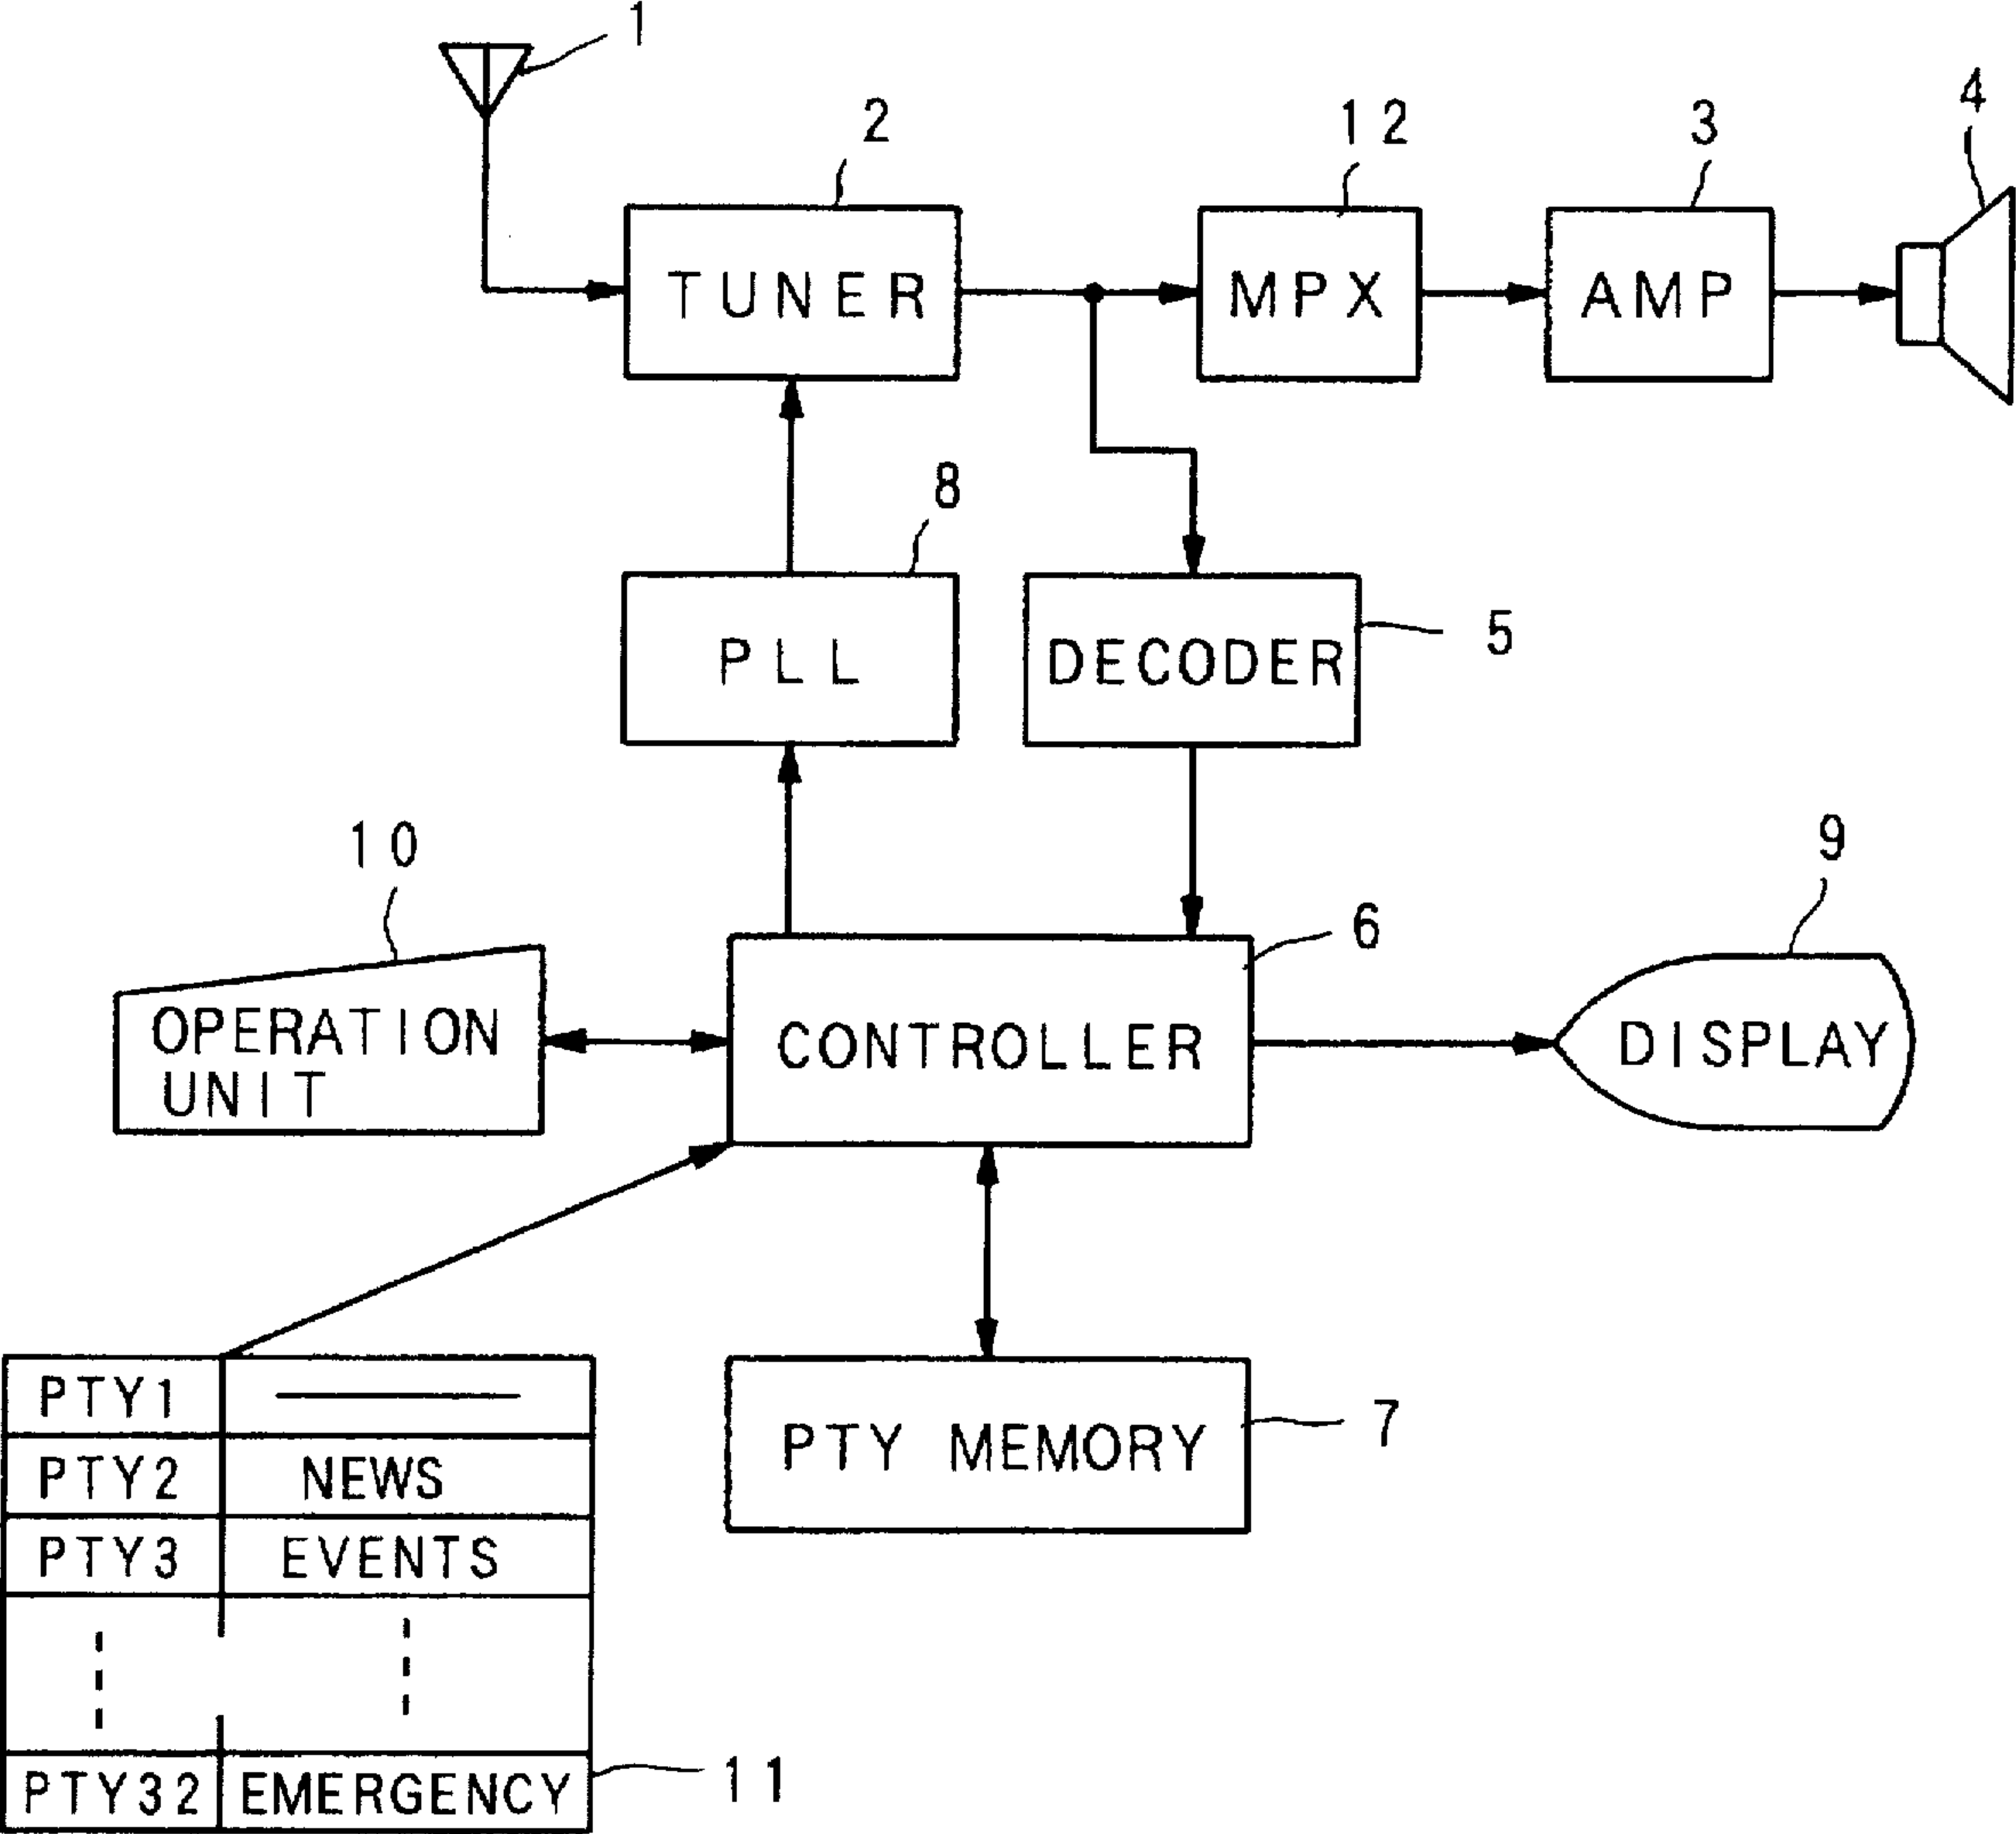 1
2
12
3
4
TUNER
MPX
AMP
8
5
PLL
DECODER
10
6
9
OPERATION
UNIT
CONTROLLER
DISPLAY
PTY1
PTY2 NEWS
PTY3 EVENTS
PTY32 EMERGENCY
11
PTY MEMORY
7